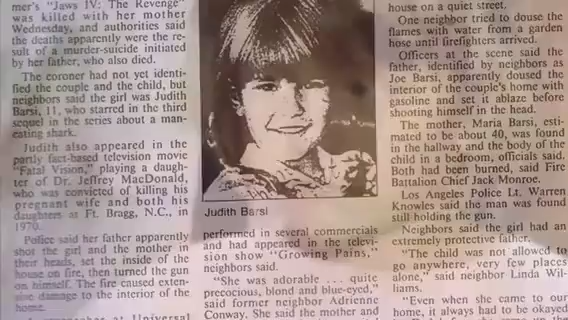 mer's "Jaws IV: The Revenge"
was killed with her mother
Wednesday, and authorities said
the deaths apparently were the re-
sult of a murder-suicide initiated
by her father, who also died.
The coroner had not yet identi-
fied the couple and the child, but
neighbors said the girl was Judith
Barsi, 11, who starred in the third
sequel in the series about a man-
eating shark.
Judith also appeared in the
partly fact-based television movie
"Fatal Vision," playing a daugh-
ter of Dr. Jeffrey MacDonald,
who was convicted of killing his
pregnant wife and both his
daughters at Ft. Bragg, N.C., in
1970.
Police said her father apparently
shot the girl and the mother in
their heads, set the inside of the
house on fire, then turned the gun
on himself. The fire caused exten-
sive damage to the interior of the
home.
at Universal
Judith Barsi
performed in several commercials
and had appeared in the televi-
sion show "Growing Pains,"
neighbors said.
"She was adorable ... quite
precocious, blond and blue-eyed,"
said former neighbor Adrienne
Conway. She said the mother and
house on a quiet street.
One neighbor tried to douse the
flames with water from a garden
hose until firefighters arrived.
Officers at the scene said the
father, identified by neighbors as
Joe Barsi, apparently doused the
interior of the couple's home with
gasoline and set it ablaze before
shooting himself in the head.
The mother, Maria Barsi, esti-
mated to be about 40, was found
in the hallway and the body of the
child in a bedroom, officials said.
Both had been burned, said Fire
Battalion Chief Jack Monroe.
Los Angeles Police Lt. Warren
Knowles said the man was found
still holding the gun.
Neighbors said the girl had an
extremely protective father.
"The child was not allowed to
go anywhere, very few places
alone," said neighbor Linda Wil-
liams.
"Even when she came to our
home, it always had to be okayed